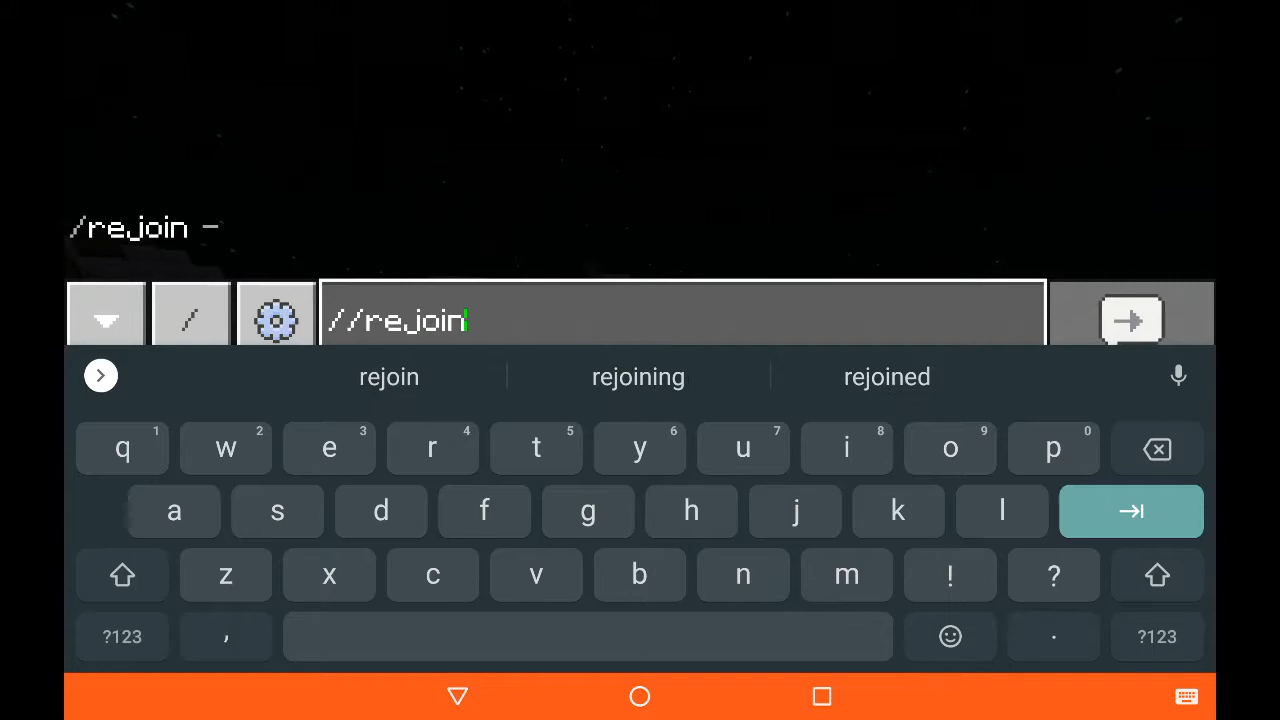 /rejoin –
/
//rejoin
rejoin rejoining rejoined
q 1 w 2 e 3 r 4 t 5 y 6 u 7 i 8 o 9 p 0
a s d f g h j k l
z x c v b n m ! ?
?123 , . ?123